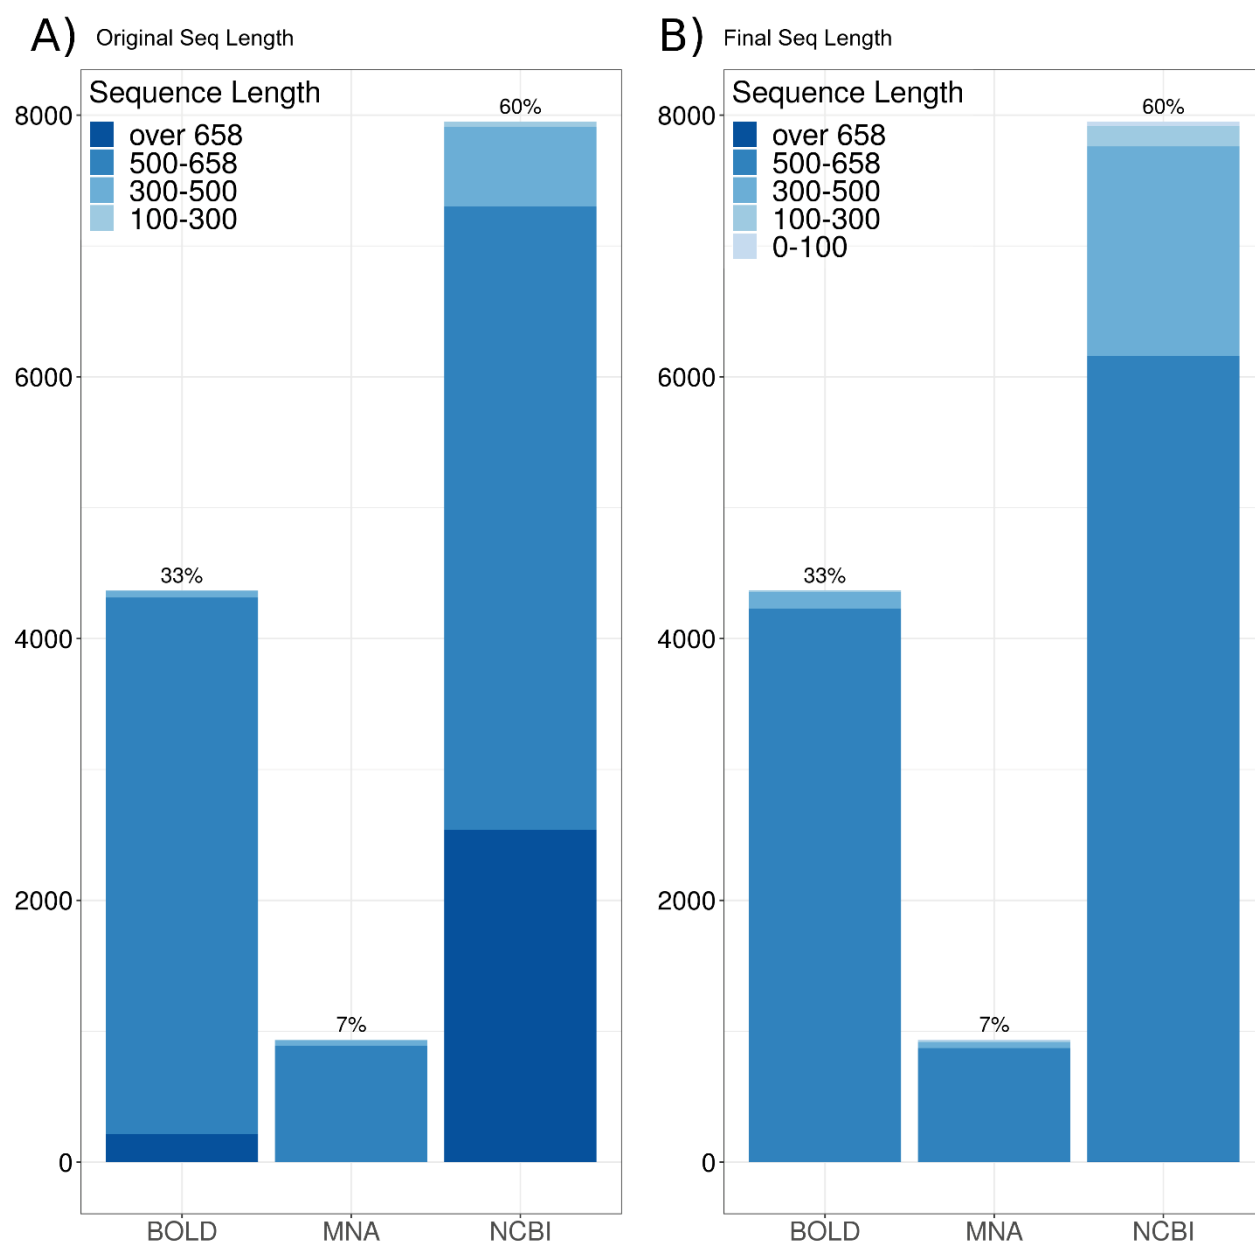 A) Original Seq Length
Sequence Length
over 658
500-658
300-500
100-300
8000
6000
4000
2000
0
33%
7%
60%
BOLD MNA NCBI
B) Final Seq Length
Sequence Length
over 658
500-658
300-500
100-300
0-100
8000
6000
4000
2000
0
33%
7%
60%
BOLD MNA NCBI